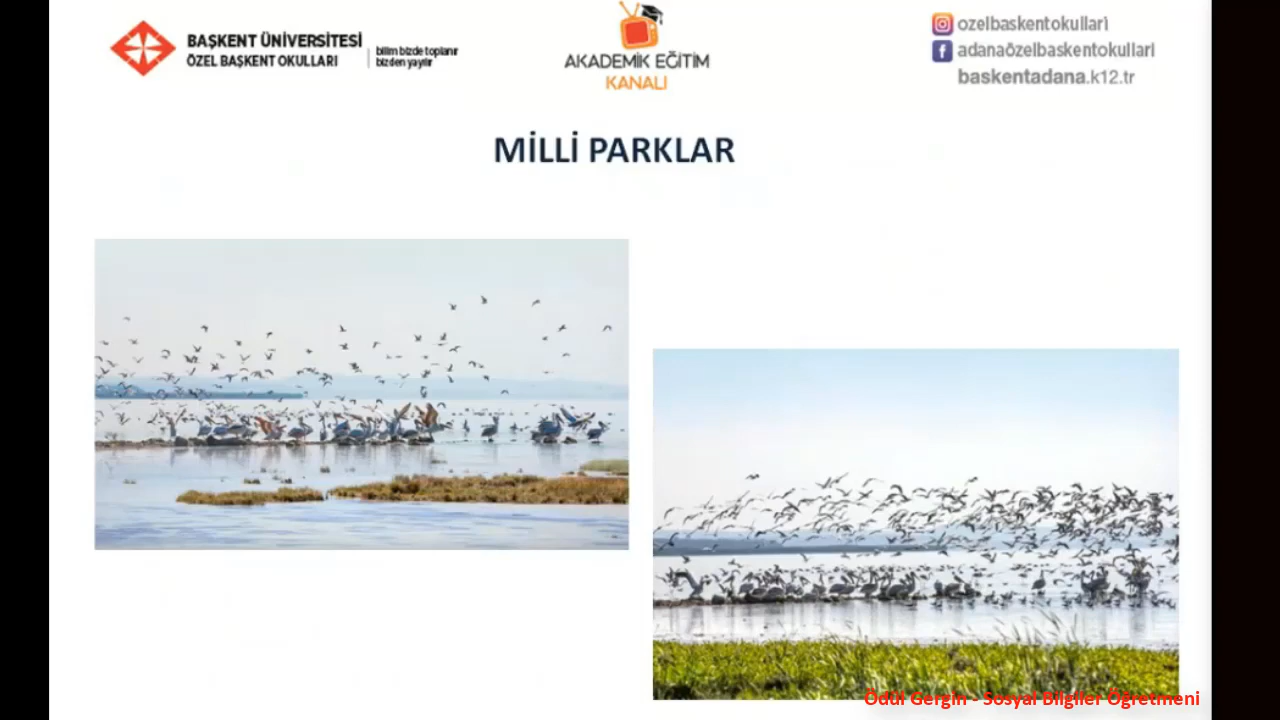 BAŞKENT ÜNİVERSİTESİ
ÖZEL BAŞKENT OKULLARI
bilim bizde toplanır
bizden yayılır
AKADEMİK EĞİTİM
KANALI
ozelbaskentokullari
adanaözelbaskentokullari
baskentadana.k12.tr
MİLLİ PARKLAR
Ödül Gergin - Sosyal Bilgiler Öğretmeni